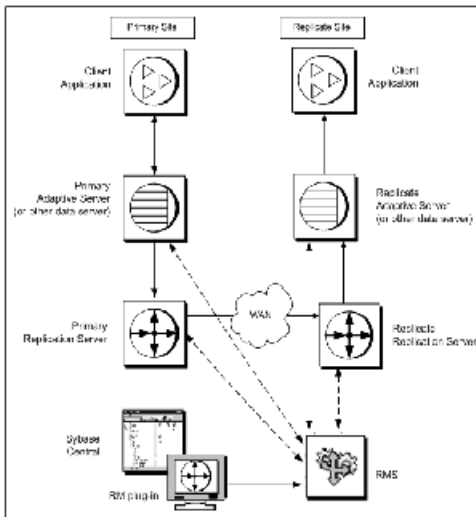 Primary Site
Replicate Site
Client
Application
Client
Application
Primary
Adaptive Server
(or other data server)
Replicate
Adaptive Server
(or other data server)
WAN
Primary
Replication Server
Replicate
Replication Server
Sybase
Central
RM plug-in
RMS